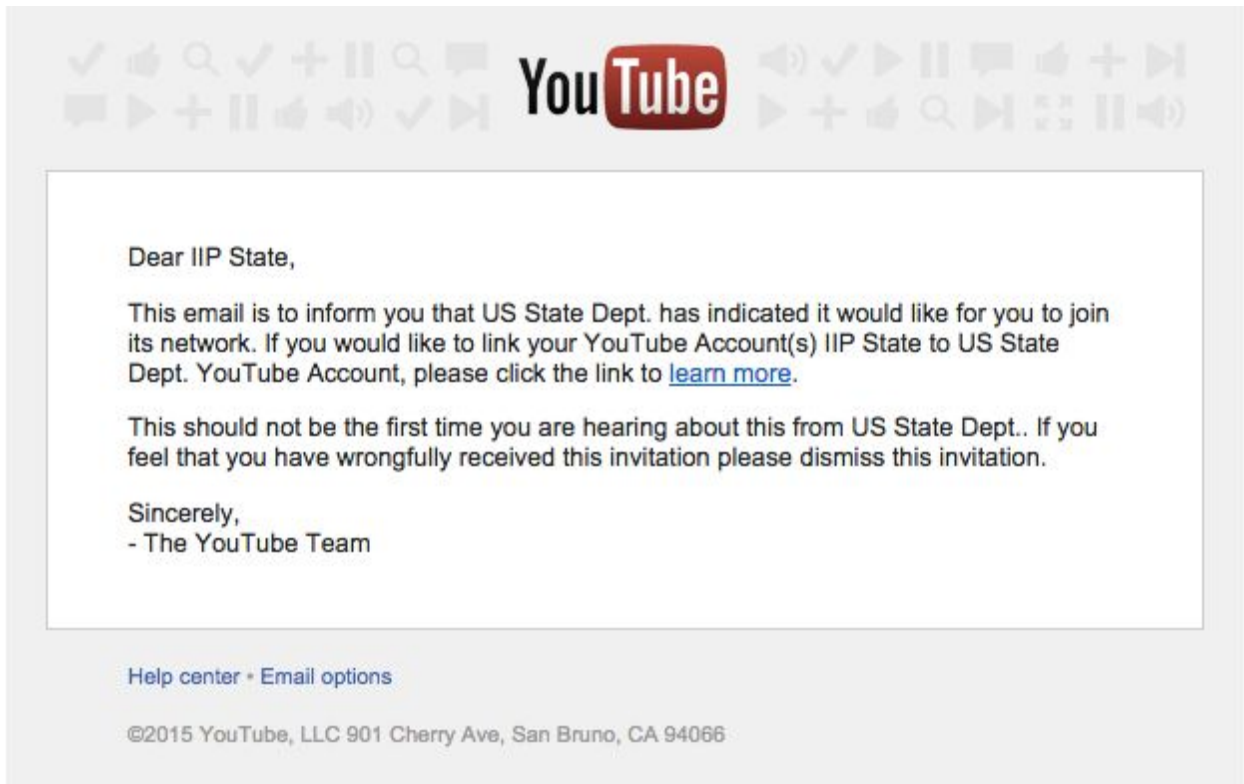 YouTube
Dear IIP State,
This email is to inform you that US State Dept. has indicated it would like for you to join
its network. If you would like to link your YouTube Account(s) IIP State to US State
Dept. YouTube Account, please click the link to learn more.
This should not be the first time you are hearing about this from US State Dept.. If you
feel that you have wrongfully received this invitation please dismiss this invitation.
Sincerely,
- The YouTube Team
Help center • Email options
©2015 YouTube, LLC 901 Cherry Ave, San Bruno, CA 94066